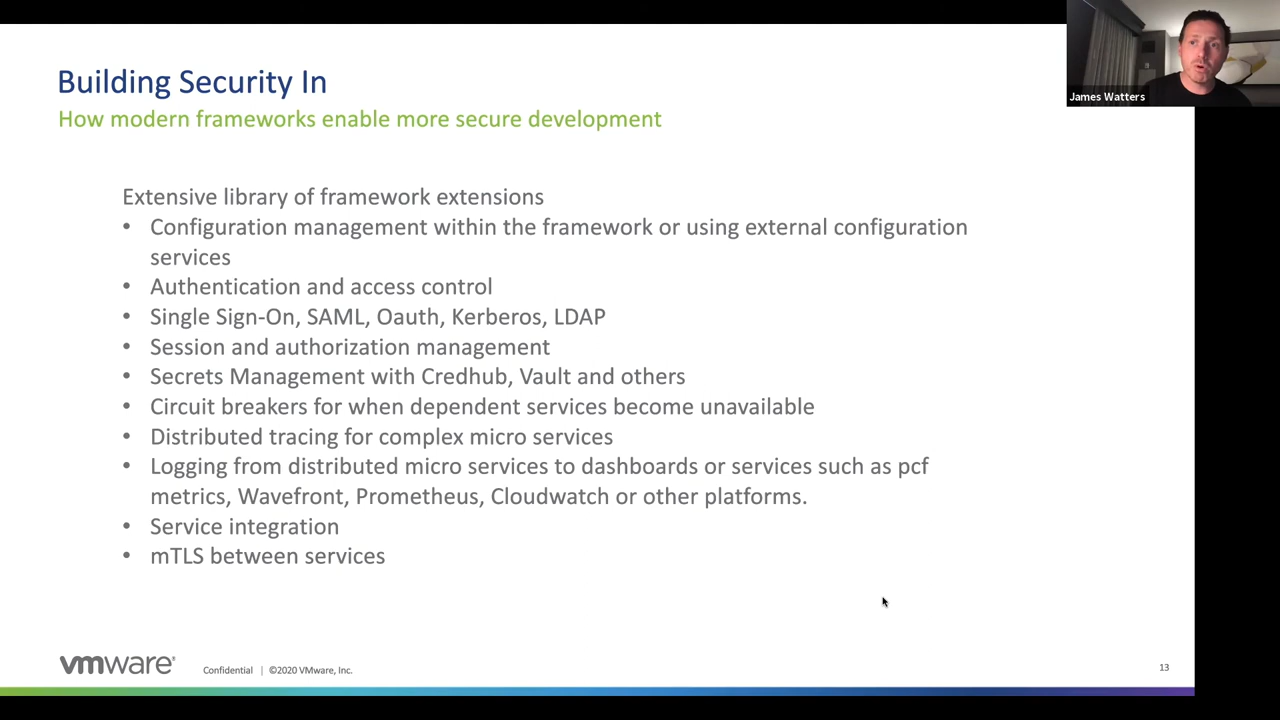 James Watters
Building Security In
How modern frameworks enable more secure development
Extensive library of framework extensions
• Configuration management within the framework or using external configuration
services
• Authentication and access control
• Single Sign-On, SAML, Oauth, Kerberos, LDAP
• Session and authorization management
• Secrets Management with Credhub, Vault and others
• Circuit breakers for when dependent services become unavailable
• Distributed tracing for complex micro services
• Logging from distributed micro services to dashboards or services such as pcf
metrics, Wavefront, Prometheus, Cloudwatch or other platforms.
• Service integration
• mTLS between services
vmware® Confidential | ©2020 VMware, Inc. 13